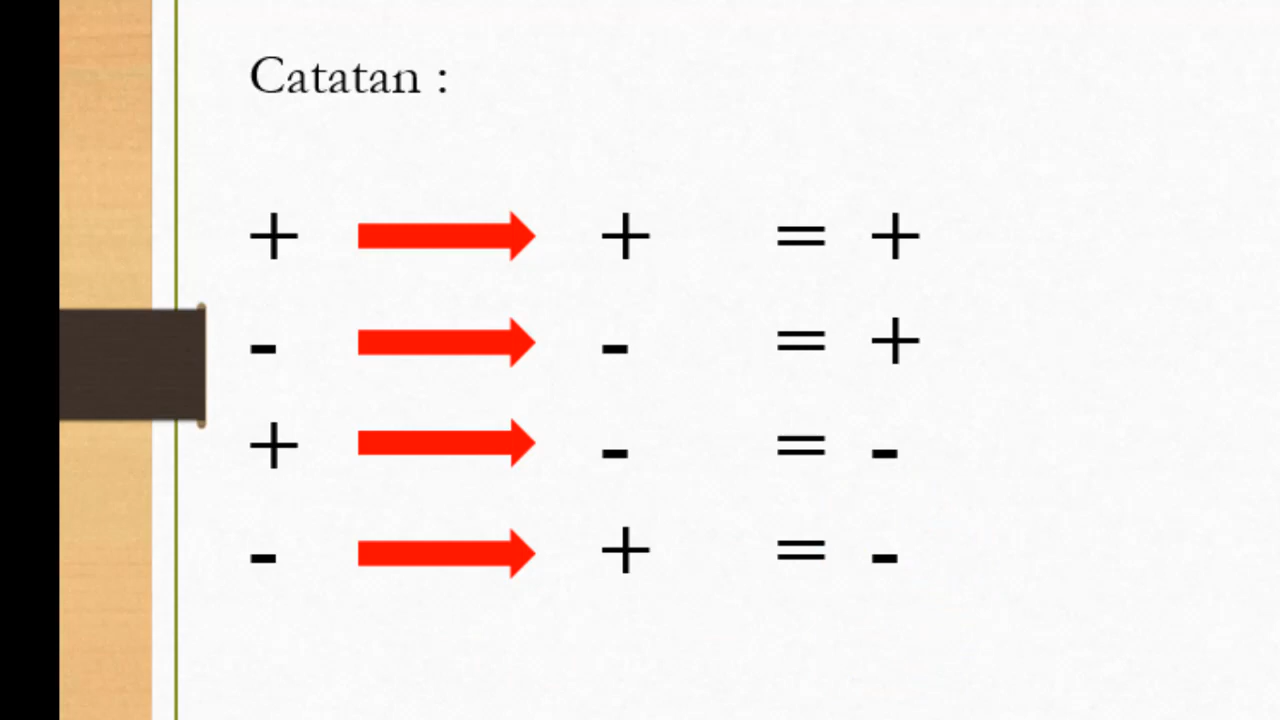 Catatan :
+ → + = +
- → - = +
+ → - = -
- → + = -